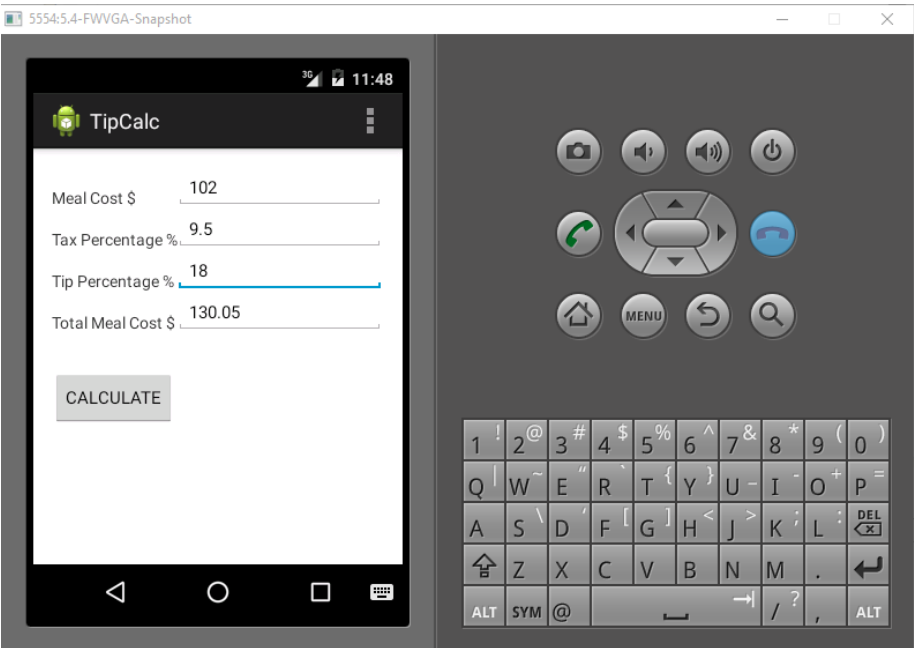 5554:5.4-FWVGA-Snapshot
3G 11:48
TipCalc
Meal Cost $ 102
Tax Percentage % 9.5
Tip Percentage % 18
Total Meal Cost $ 130.05
CALCULATE
MENU
1 ! 2 @ 3 # 4 $ 5 % 6 ^ 7 & 8 * 9 ( 0 )
Q | W ~ E " R ` T { Y } U _ I - O + P =
A S \ D ' F [ G ] H < J > K ; L : DEL
Z X C V B N M .
ALT SYM @ / ? , ALT